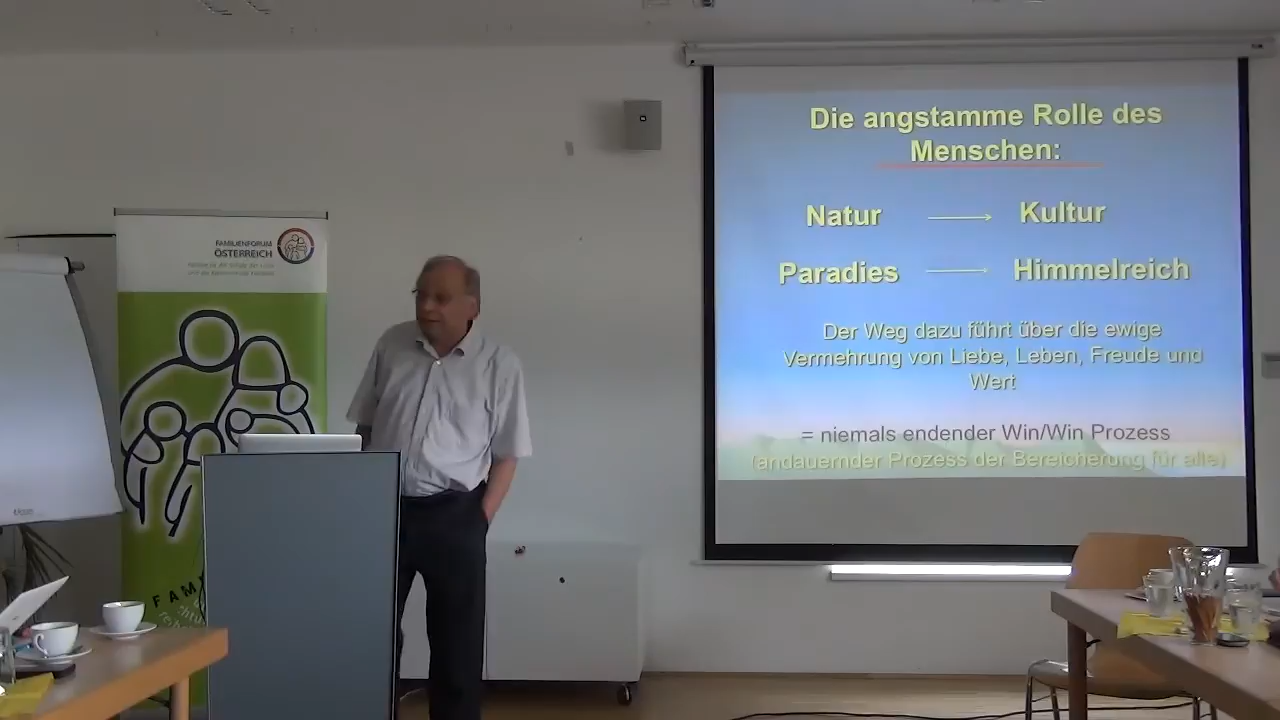 Die angstamme Rolle des
Menschen:
Natur → Kultur
Paradies → Himmelreich
Der Weg dazu führt über die ewige
Vermehrung von Liebe, Leben, Freude und
Wert
= niemals endender Win/Win Prozess
(andauernder Prozess der Bereicherung für alle)
FAMILIENFORUM
ÖSTERREICH
FAM